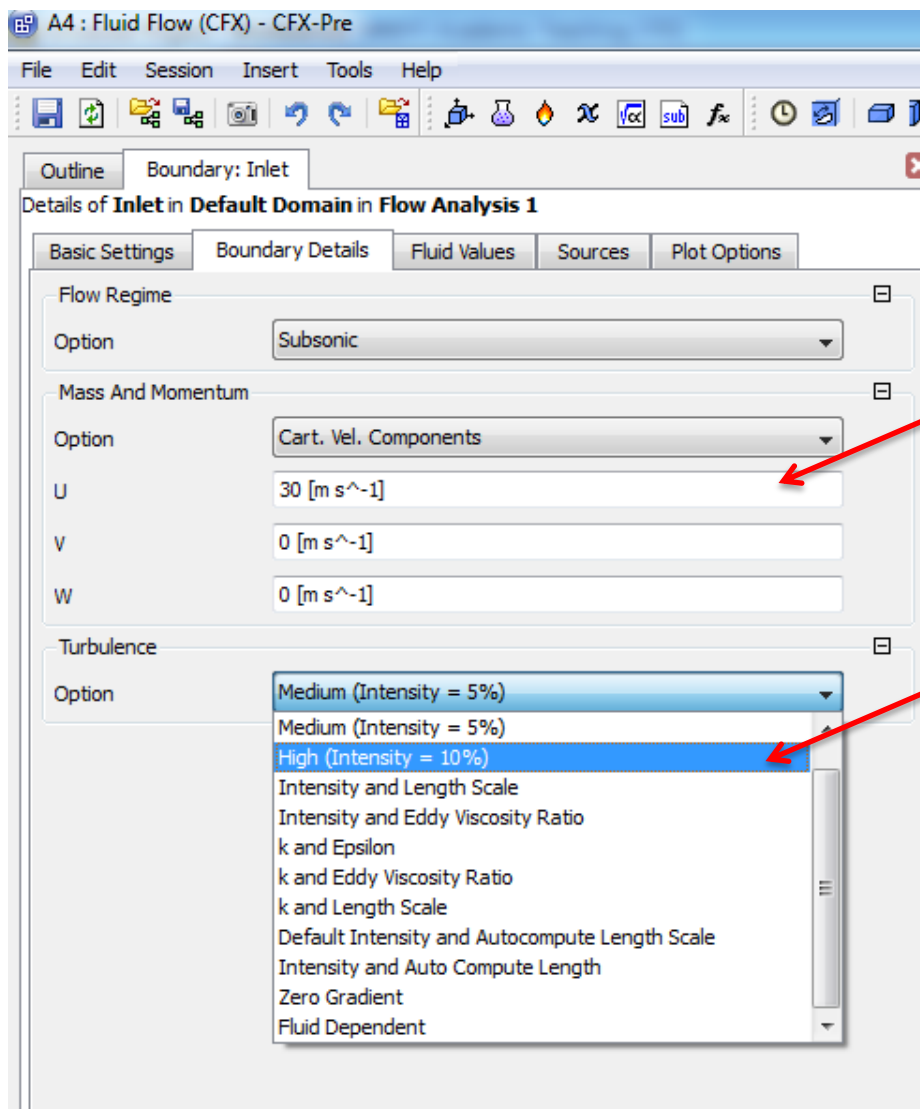 A4 : Fluid Flow (CFX) - CFX-Pre
File Edit Session Insert Tools Help
√α sub f∞
Outline Boundary: Inlet
Details of Inlet in Default Domain in Flow Analysis 1
Basic Settings Boundary Details Fluid Values Sources Plot Options
Flow Regime
Option Subsonic
Mass And Momentum
Option Cart. Vel. Components
U 30 [m s^-1]
V 0 [m s^-1]
W 0 [m s^-1]
Turbulence
Option Medium (Intensity = 5%)
Medium (Intensity = 5%)
High (Intensity = 10%)
Intensity and Length Scale
Intensity and Eddy Viscosity Ratio
k and Epsilon
k and Eddy Viscosity Ratio
k and Length Scale
Default Intensity and Autocompute Length Scale
Intensity and Auto Compute Length
Zero Gradient
Fluid Dependent